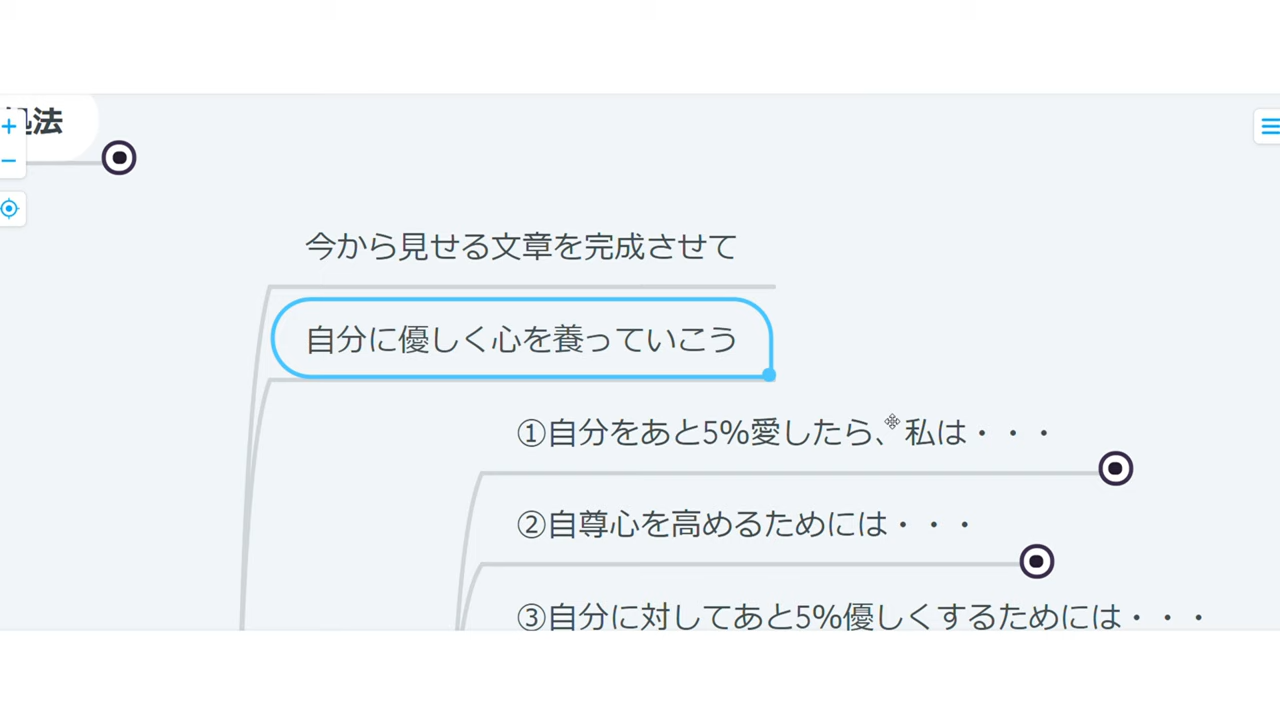 処法
今から見せる文章を完成させて
自分に優しく心を養っていこう
①自分をあと5%愛したら、私は・・・
②自尊心を高めるためには・・・
③自分に対してあと5%優しくするためには・・・